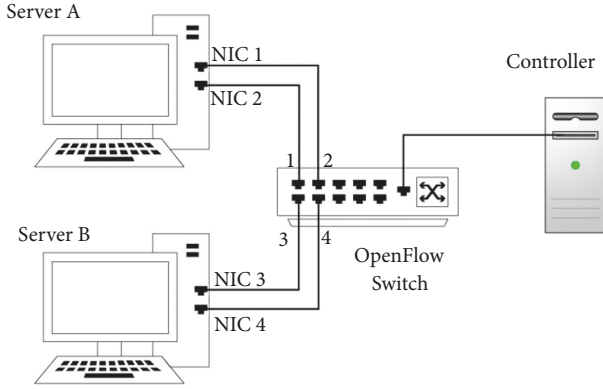 Server A
NIC 1
NIC 2
Controller
1
2
3
4
Server B
OpenFlow
Switch
NIC 3
NIC 4